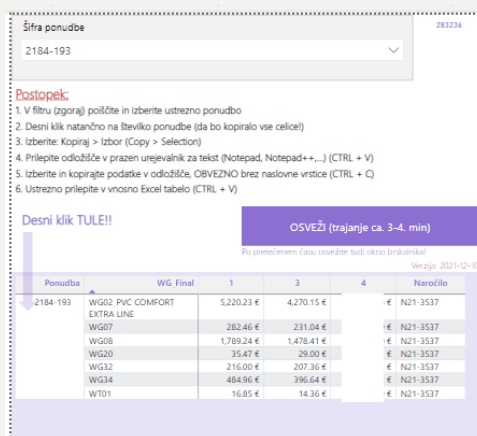 Šifra ponudbe
283236
2184-193
Postopek:
1. V filtru (zgoraj) poiščite in izberite ustrezno ponudbo
2. Desni klik natančno na številko ponudbe (da bo kopiralo vse celice!)
3. Izberite: Kopiraj > Izbor (Copy > Selection)
4. Prilepite odložišče v prazen urejevalnik za tekst (Notepad, Notepad++,...) (CTRL + V)
5. Izberite in kopirajte podatke v odložišče, OBVEZNO brez naslovne vrstice (CTRL + C)
6. Ustrezno prilepite v vnosno Excel tabelo (CTRL + V)
Desni klik TULE!!
OSVEŽI (trajanje ca. 3-4. min)
Po pretečenem času osvežite tudi okno brskalnika!
Verzija: 2021-12-10
Ponudba WG Final 1 3 4 Naročilo
2184-193 WG02 PVC COMFORT EXTRA LINE 5,220.23 € 4,270.15 € € N21-3537
WG07 282.46 € 231.04 € € N21-3537
WG08 1,789.24 € 1,478.41 € € N21-3537
WG20 35.47 € 29.00 € € N21-3537
WG32 216.00 € 207.36 € € N21-3537
WG34 484.96 € 396.64 € € N21-3537
WT01 16.85 € 14.36 € € N21-3537